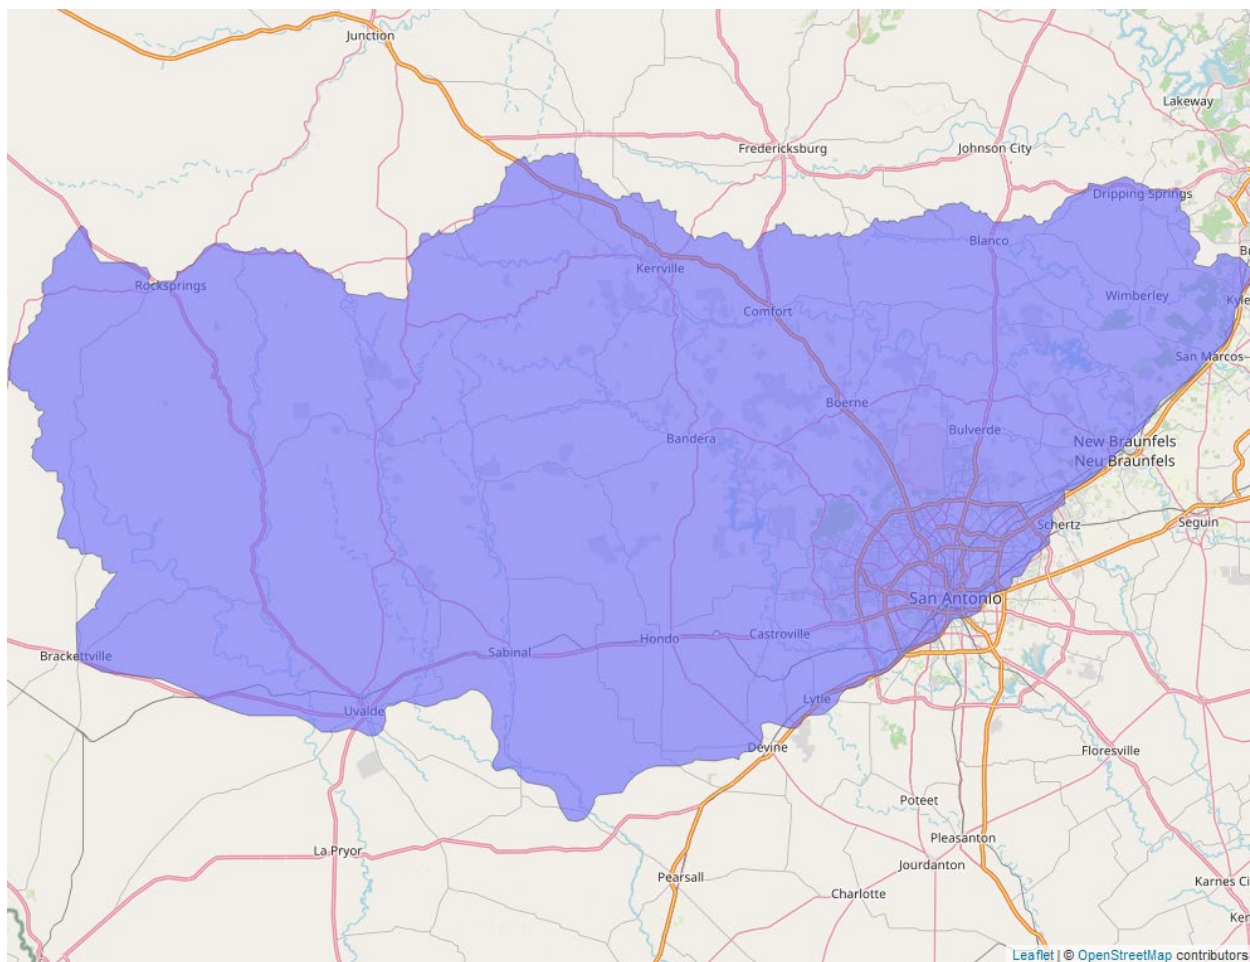 Junction
Lakeway
Fredericksburg
Johnson City
Dripping Springs
Blanco
Kerrville
Rocksprings
Wimberley
Kyle
Comfort
San Marcos
Boerne
Bulverde
Bandera
New Braunfels
Neu Braunfels
Schertz
Seguin
San Antonio
Castroville
Hondo
Sabinal
Brackettville
Lytle
Uvalde
Devine
Floresville
Poteet
Pleasanton
La Pryor
Jourdanton
Pearsall
Charlotte
Karnes Ci
Leaflet | © OpenStreetMap contributors